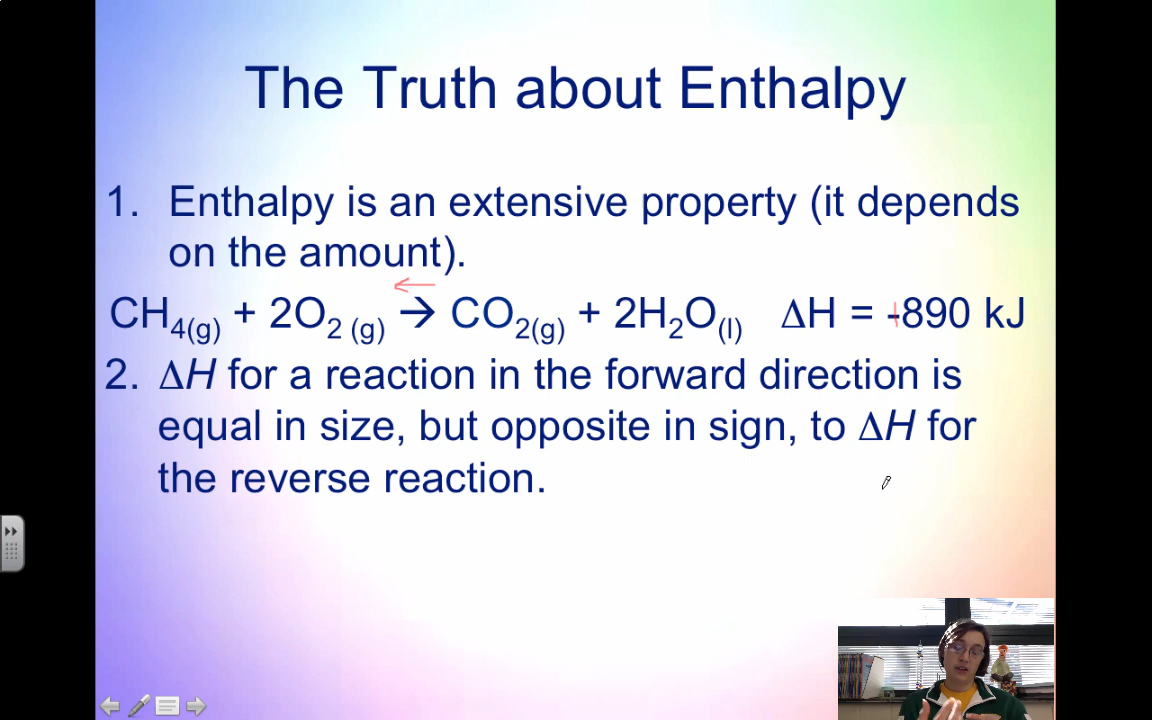 The Truth about Enthalpy
1. Enthalpy is an extensive property (it depends
on the amount).
CH₄(g) + 2O₂ (g) → CO₂(g) + 2H₂O(l) ΔH = -890 kJ
2. ΔH for a reaction in the forward direction is
equal in size, but opposite in sign, to ΔH for
the reverse reaction.